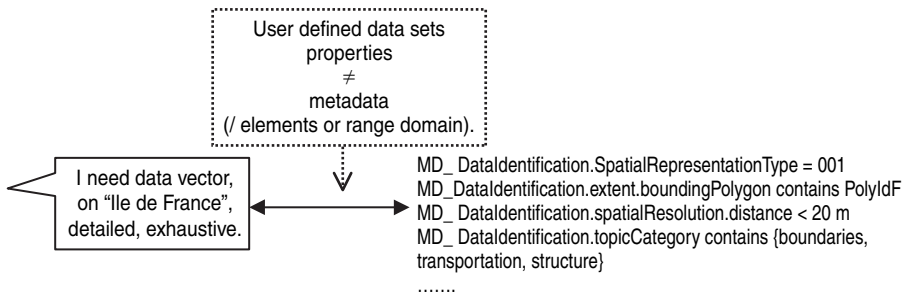 User defined data sets
properties
≠
metadata
(/ elements or range domain).
I need data vector,
on “Ile de France”,
detailed, exhaustive.
MD_ DataIdentification.SpatialRepresentationType = 001
MD_DataIdentification.extent.boundingPolygon contains PolyIdF
MD_ DataIdentification.spatialResolution.distance < 20 m
MD_ DataIdentification.topicCategory contains {boundaries,
transportation, structure}
.......